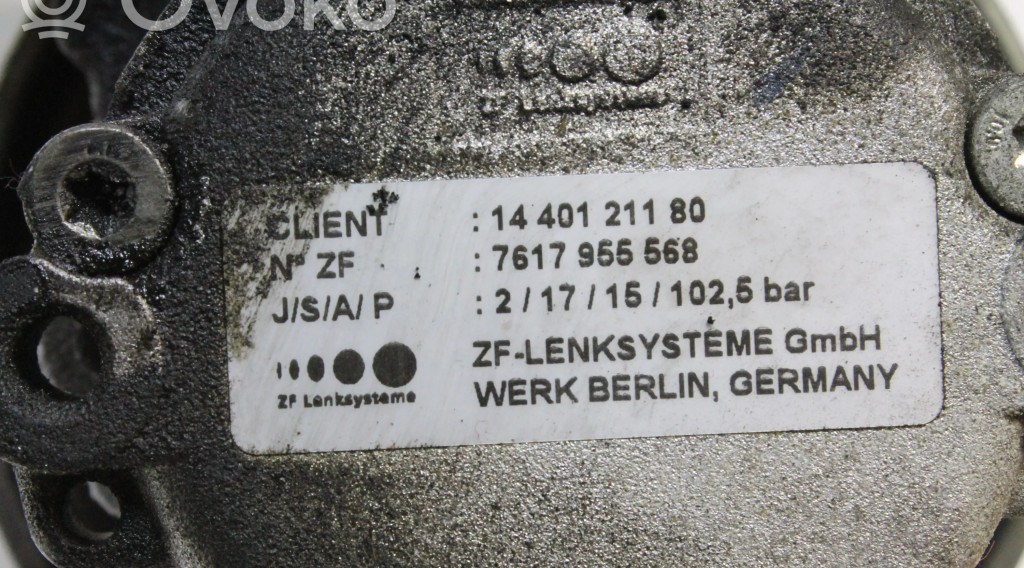 Ovoko
CLIENT : 14 401 211 80
Nº ZF : 7617 955 568
J/S/A/ P : 2 / 17 / 15 / 102,5 bar
ZF-LENKSYSTEME GmbH
WERK BERLIN, GERMANY
ZF Lenksysteme